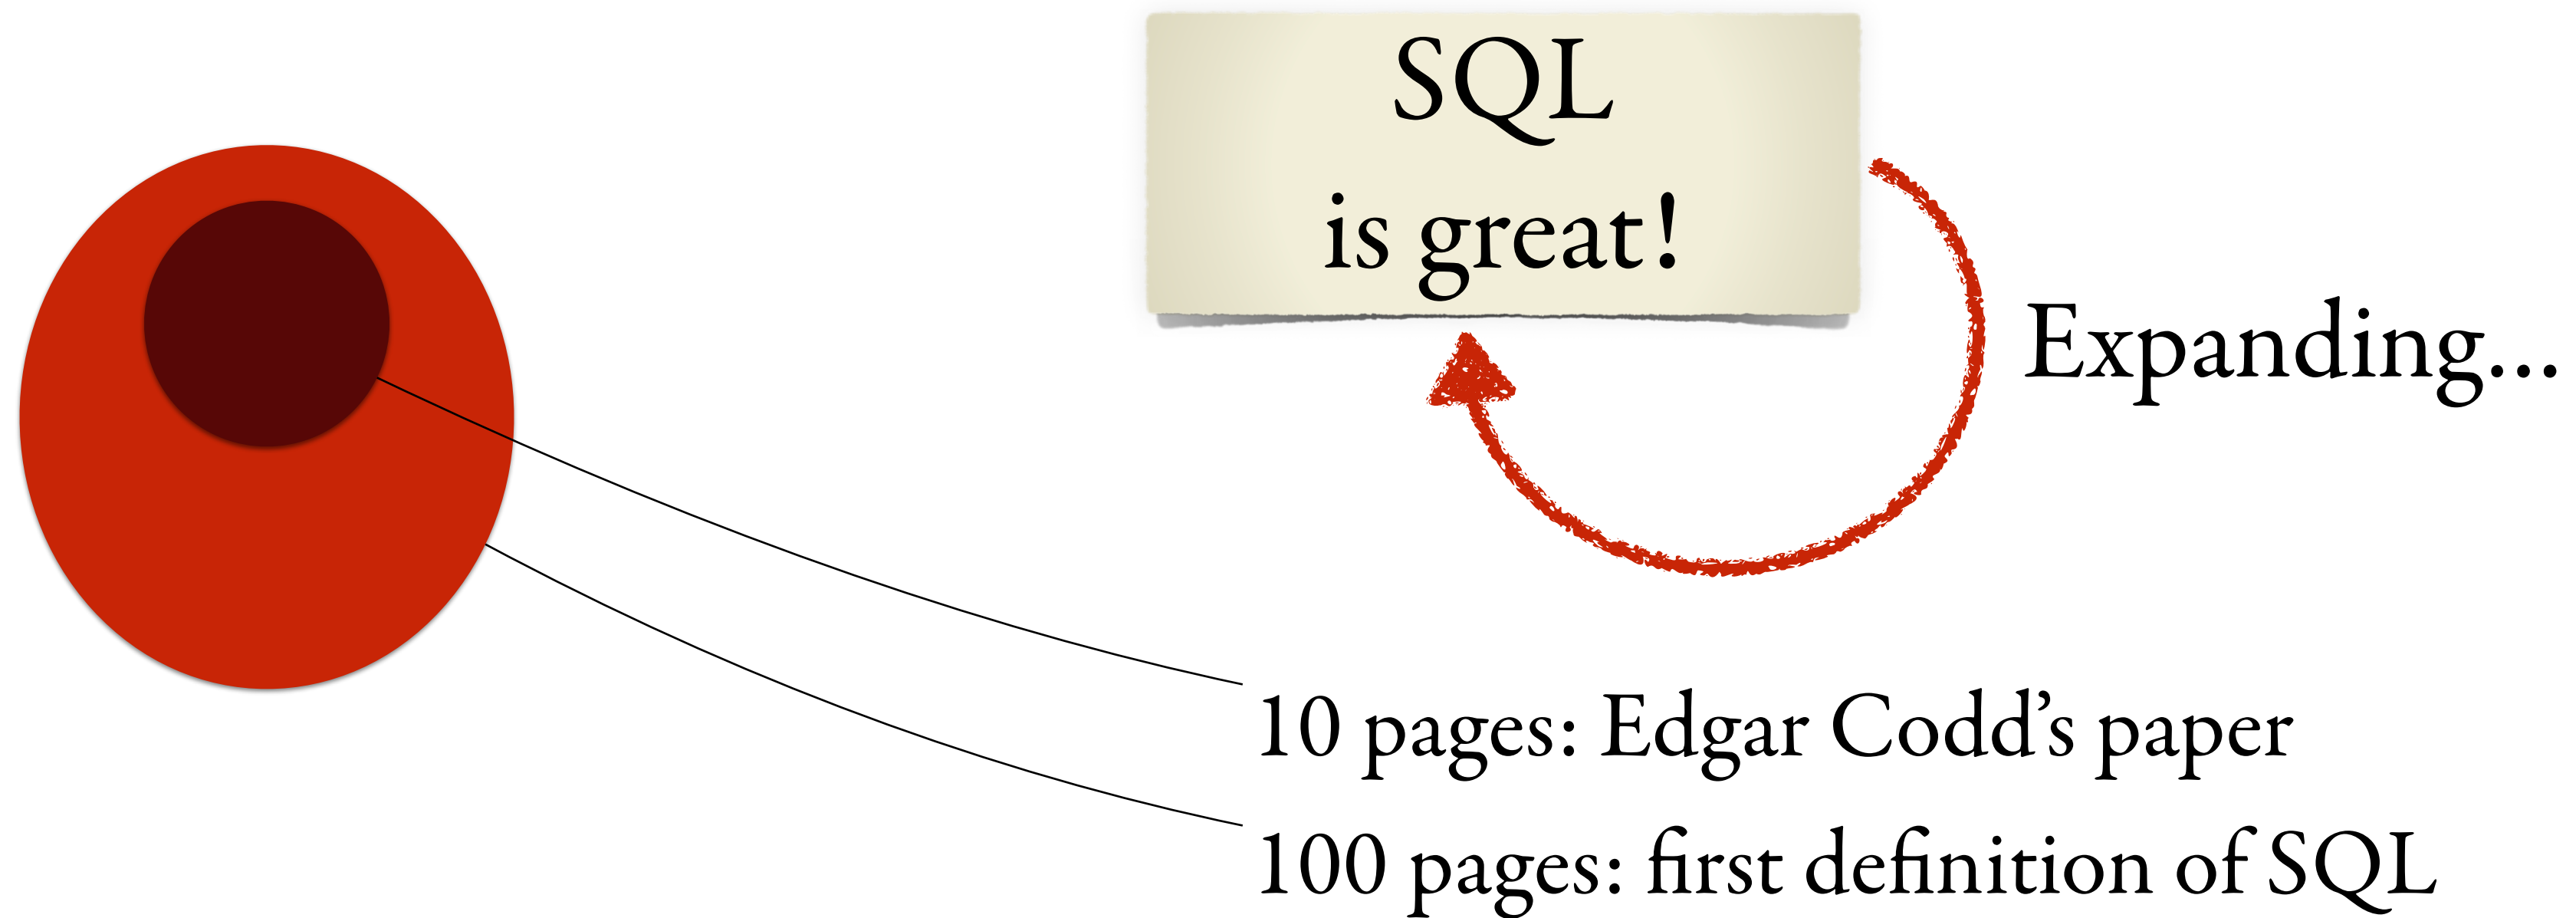 SQL
is great!
Expanding...
10 pages: Edgar Codd’s paper
100 pages: first definition of SQL